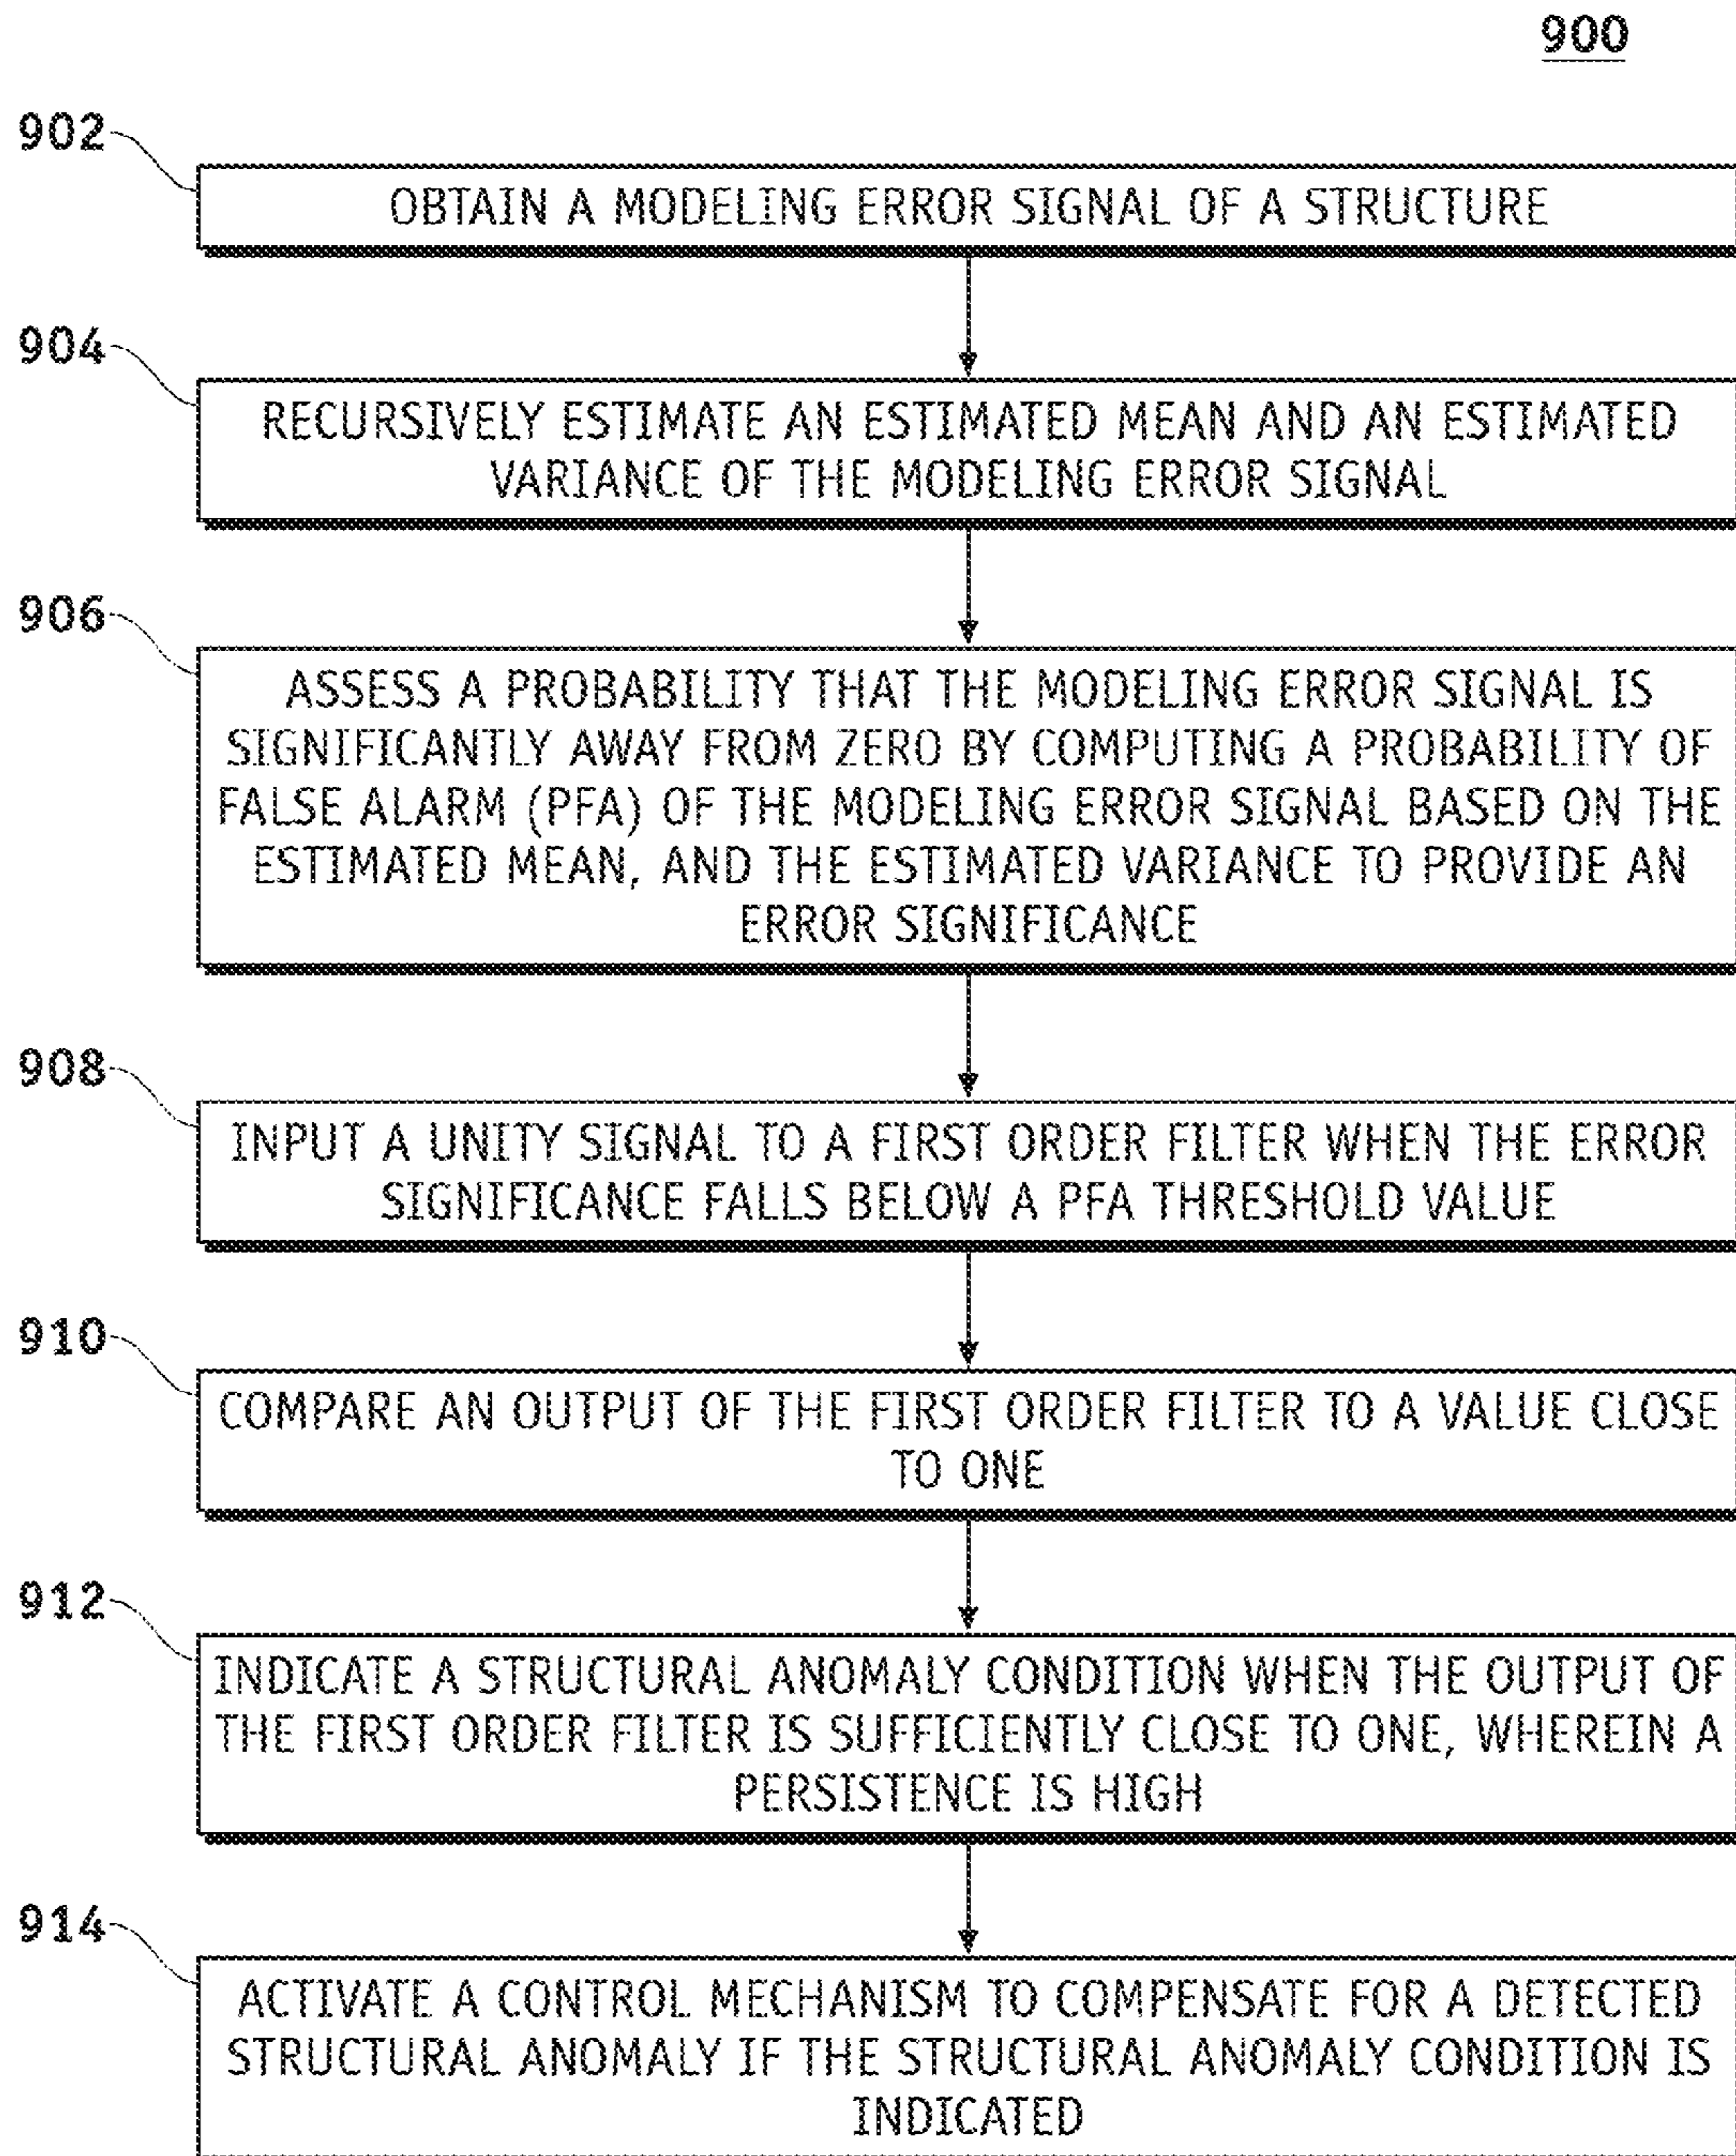 900
902
OBTAIN A MODELING ERROR SIGNAL OF A STRUCTURE
904
RECURSIVELY ESTIMATE AN ESTIMATED MEAN AND AN ESTIMATED
VARIANCE OF THE MODELING ERROR SIGNAL
906
ASSESS A PROBABILITY THAT THE MODELING ERROR SIGNAL IS
SIGNIFICANTLY AWAY FROM ZERO BY COMPUTING A PROBABILITY OF
FALSE ALARM (PFA) OF THE MODELING ERROR SIGNAL BASED ON THE
ESTIMATED MEAN, AND THE ESTIMATED VARIANCE TO PROVIDE AN
ERROR SIGNIFICANCE
908
INPUT A UNITY SIGNAL TO A FIRST ORDER FILTER WHEN THE ERROR
SIGNIFICANCE FALLS BELOW A PFA THRESHOLD VALUE
910
COMPARE AN OUTPUT OF THE FIRST ORDER FILTER TO A VALUE CLOSE
TO ONE
912
INDICATE A STRUCTURAL ANOMALY CONDITION WHEN THE OUTPUT OF
THE FIRST ORDER FILTER IS SUFFICIENTLY CLOSE TO ONE, WHEREIN A
PERSISTENCE IS HIGH
914
ACTIVATE A CONTROL MECHANISM TO COMPENSATE FOR A DETECTED
STRUCTURAL ANOMALY IF THE STRUCTURAL ANOMALY CONDITION IS
INDICATED